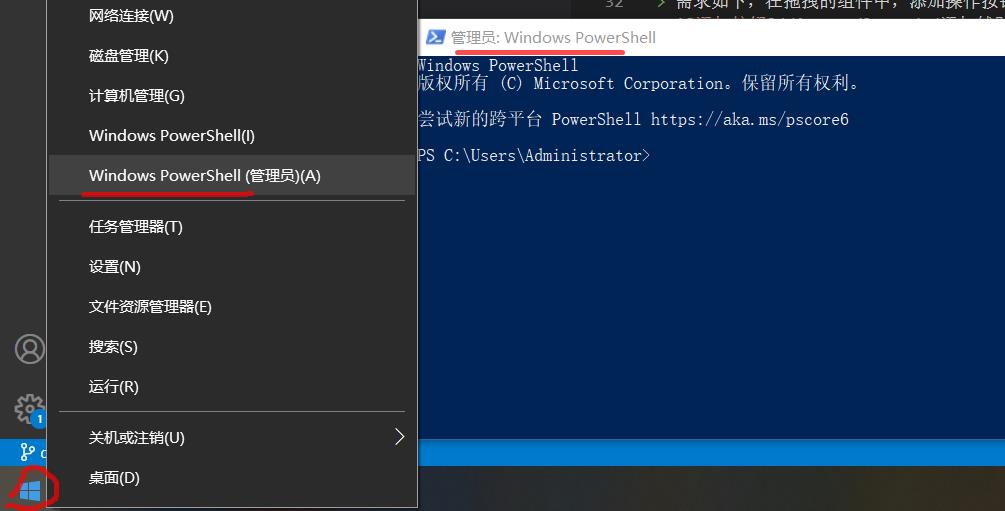 网络连接(W)
磁盘管理(K)
计算机管理(G)
Windows PowerShell(I)
Windows PowerShell (管理员)(A)
任务管理器(T)
设置(N)
文件资源管理器(E)
搜索(S)
运行(R)
关机或注销(U)
桌面(D)
1
32 > 需求如下，在拖拽的组件中，添加操作按
管理员: Windows PowerShell
Windows PowerShell
版权所有 (C) Microsoft Corporation。保留所有权利。
尝试新的跨平台 PowerShell https://aka.ms/pscore6
PS C:\Users\Administrator>